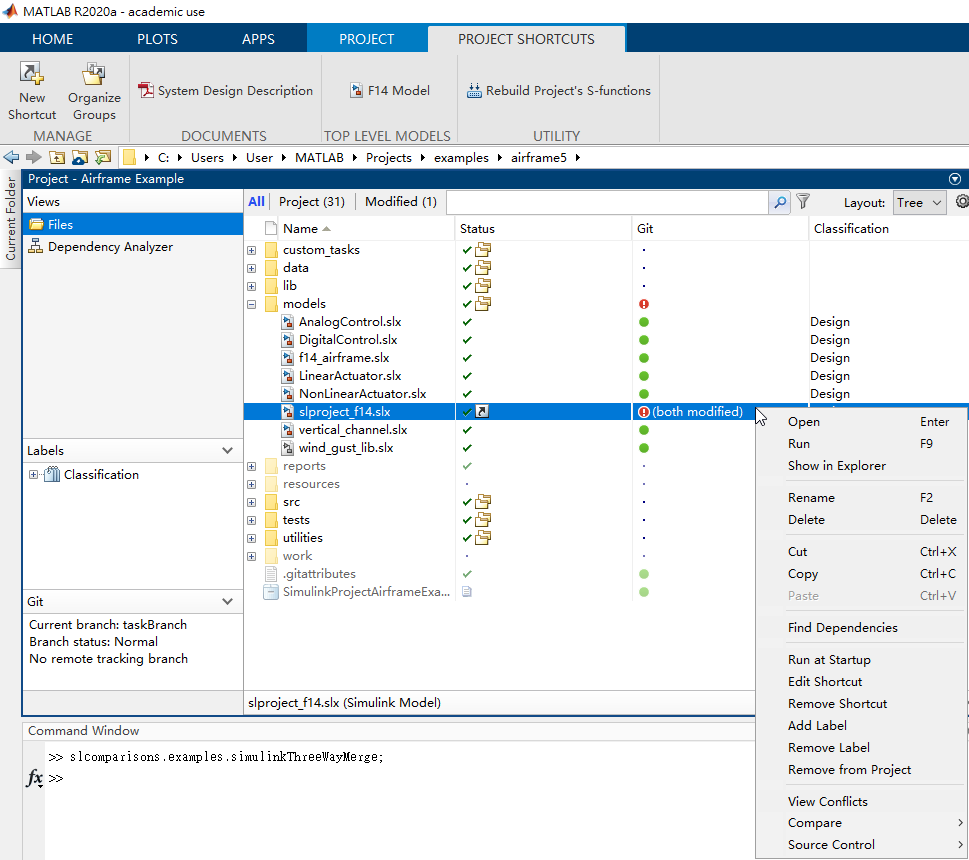 MATLAB R2020a - academic use
HOME PLOTS APPS PROJECT PROJECT SHORTCUTS
New Shortcut
Organize Groups
System Design Description
F14 Model
Rebuild Project's S-functions
MANAGE DOCUMENTS TOP LEVEL MODELS UTILITY
C: Users User MATLAB Projects examples airframe5
Current Folder
Project - Airframe Example
Views
Files
Dependency Analyzer
Labels
Classification
Git
Current branch: taskBranch
Branch status: Normal
No remote tracking branch
All Project (31) Modified (1) Layout: Tree
Name Status Git Classification
custom_tasks
data
lib
models
AnalogControl.slx Design
DigitalControl.slx Design
f14_airframe.slx Design
LinearActuator.slx Design
NonLinearActuator.slx Design
slproject_f14.slx (both modified)
vertical_channel.slx
wind_gust_lib.slx
reports
resources
src
tests
utilities
work
.gitattributes
SimulinkProjectAirframeExa...
slproject_f14.slx (Simulink Model)
Open Enter
Run F9
Show in Explorer
Rename F2
Delete Delete
Cut Ctrl+X
Copy Ctrl+C
Paste Ctrl+V
Find Dependencies
Run at Startup
Edit Shortcut
Remove Shortcut
Add Label
Remove Label
Remove from Project
View Conflicts
Compare
Source Control
Command Window
>> slcomparisons.examples.simulinkThreeWayMerge;
fx >>